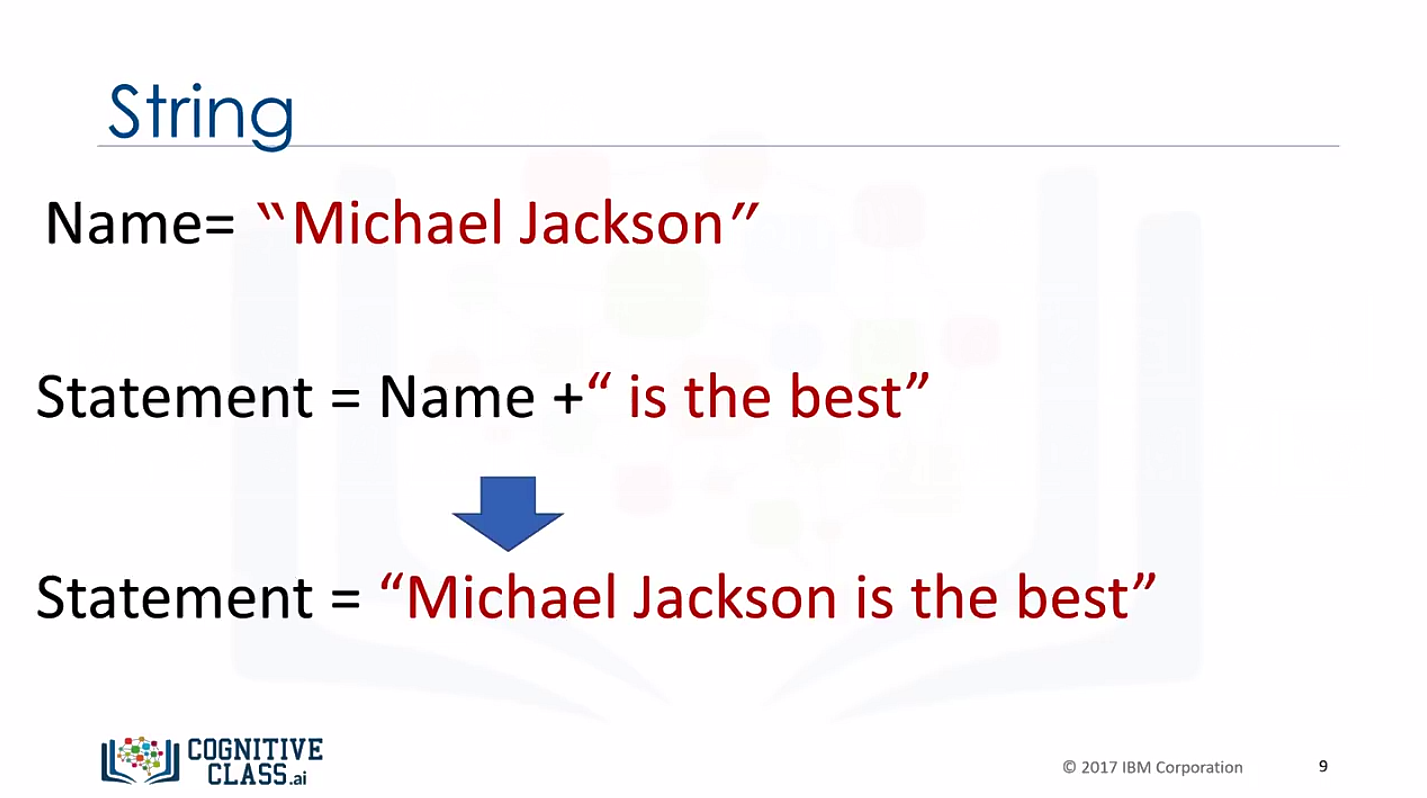 String
Name= “Michael Jackson”
Statement = Name +“ is the best”
Statement = “Michael Jackson is the best”
COGNITIVE
CLASS.ai
© 2017 IBM Corporation
9